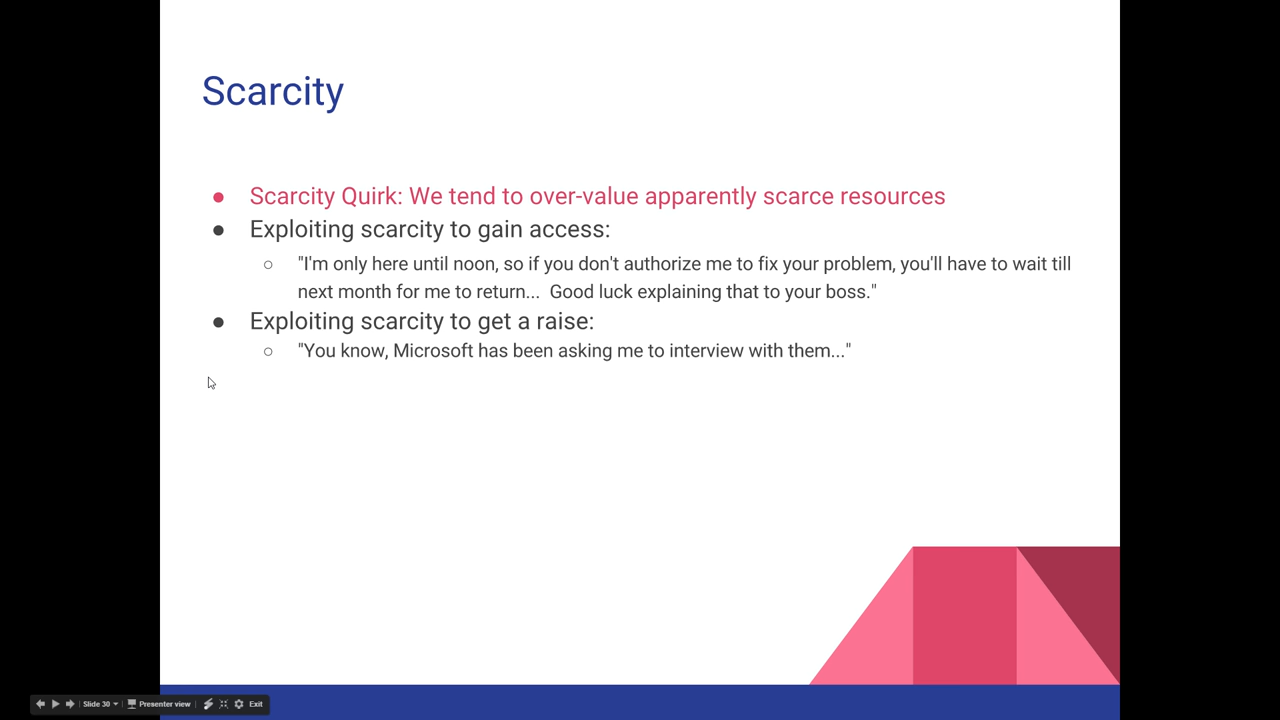 Scarcity
● Scarcity Quirk: We tend to over-value apparently scarce resources
● Exploiting scarcity to gain access:
○ "I'm only here until noon, so if you don't authorize me to fix your problem, you'll have to wait till
next month for me to return...  Good luck explaining that to your boss."
● Exploiting scarcity to get a raise:
○ "You know, Microsoft has been asking me to interview with them..."
Slide 30 Presenter view Exit